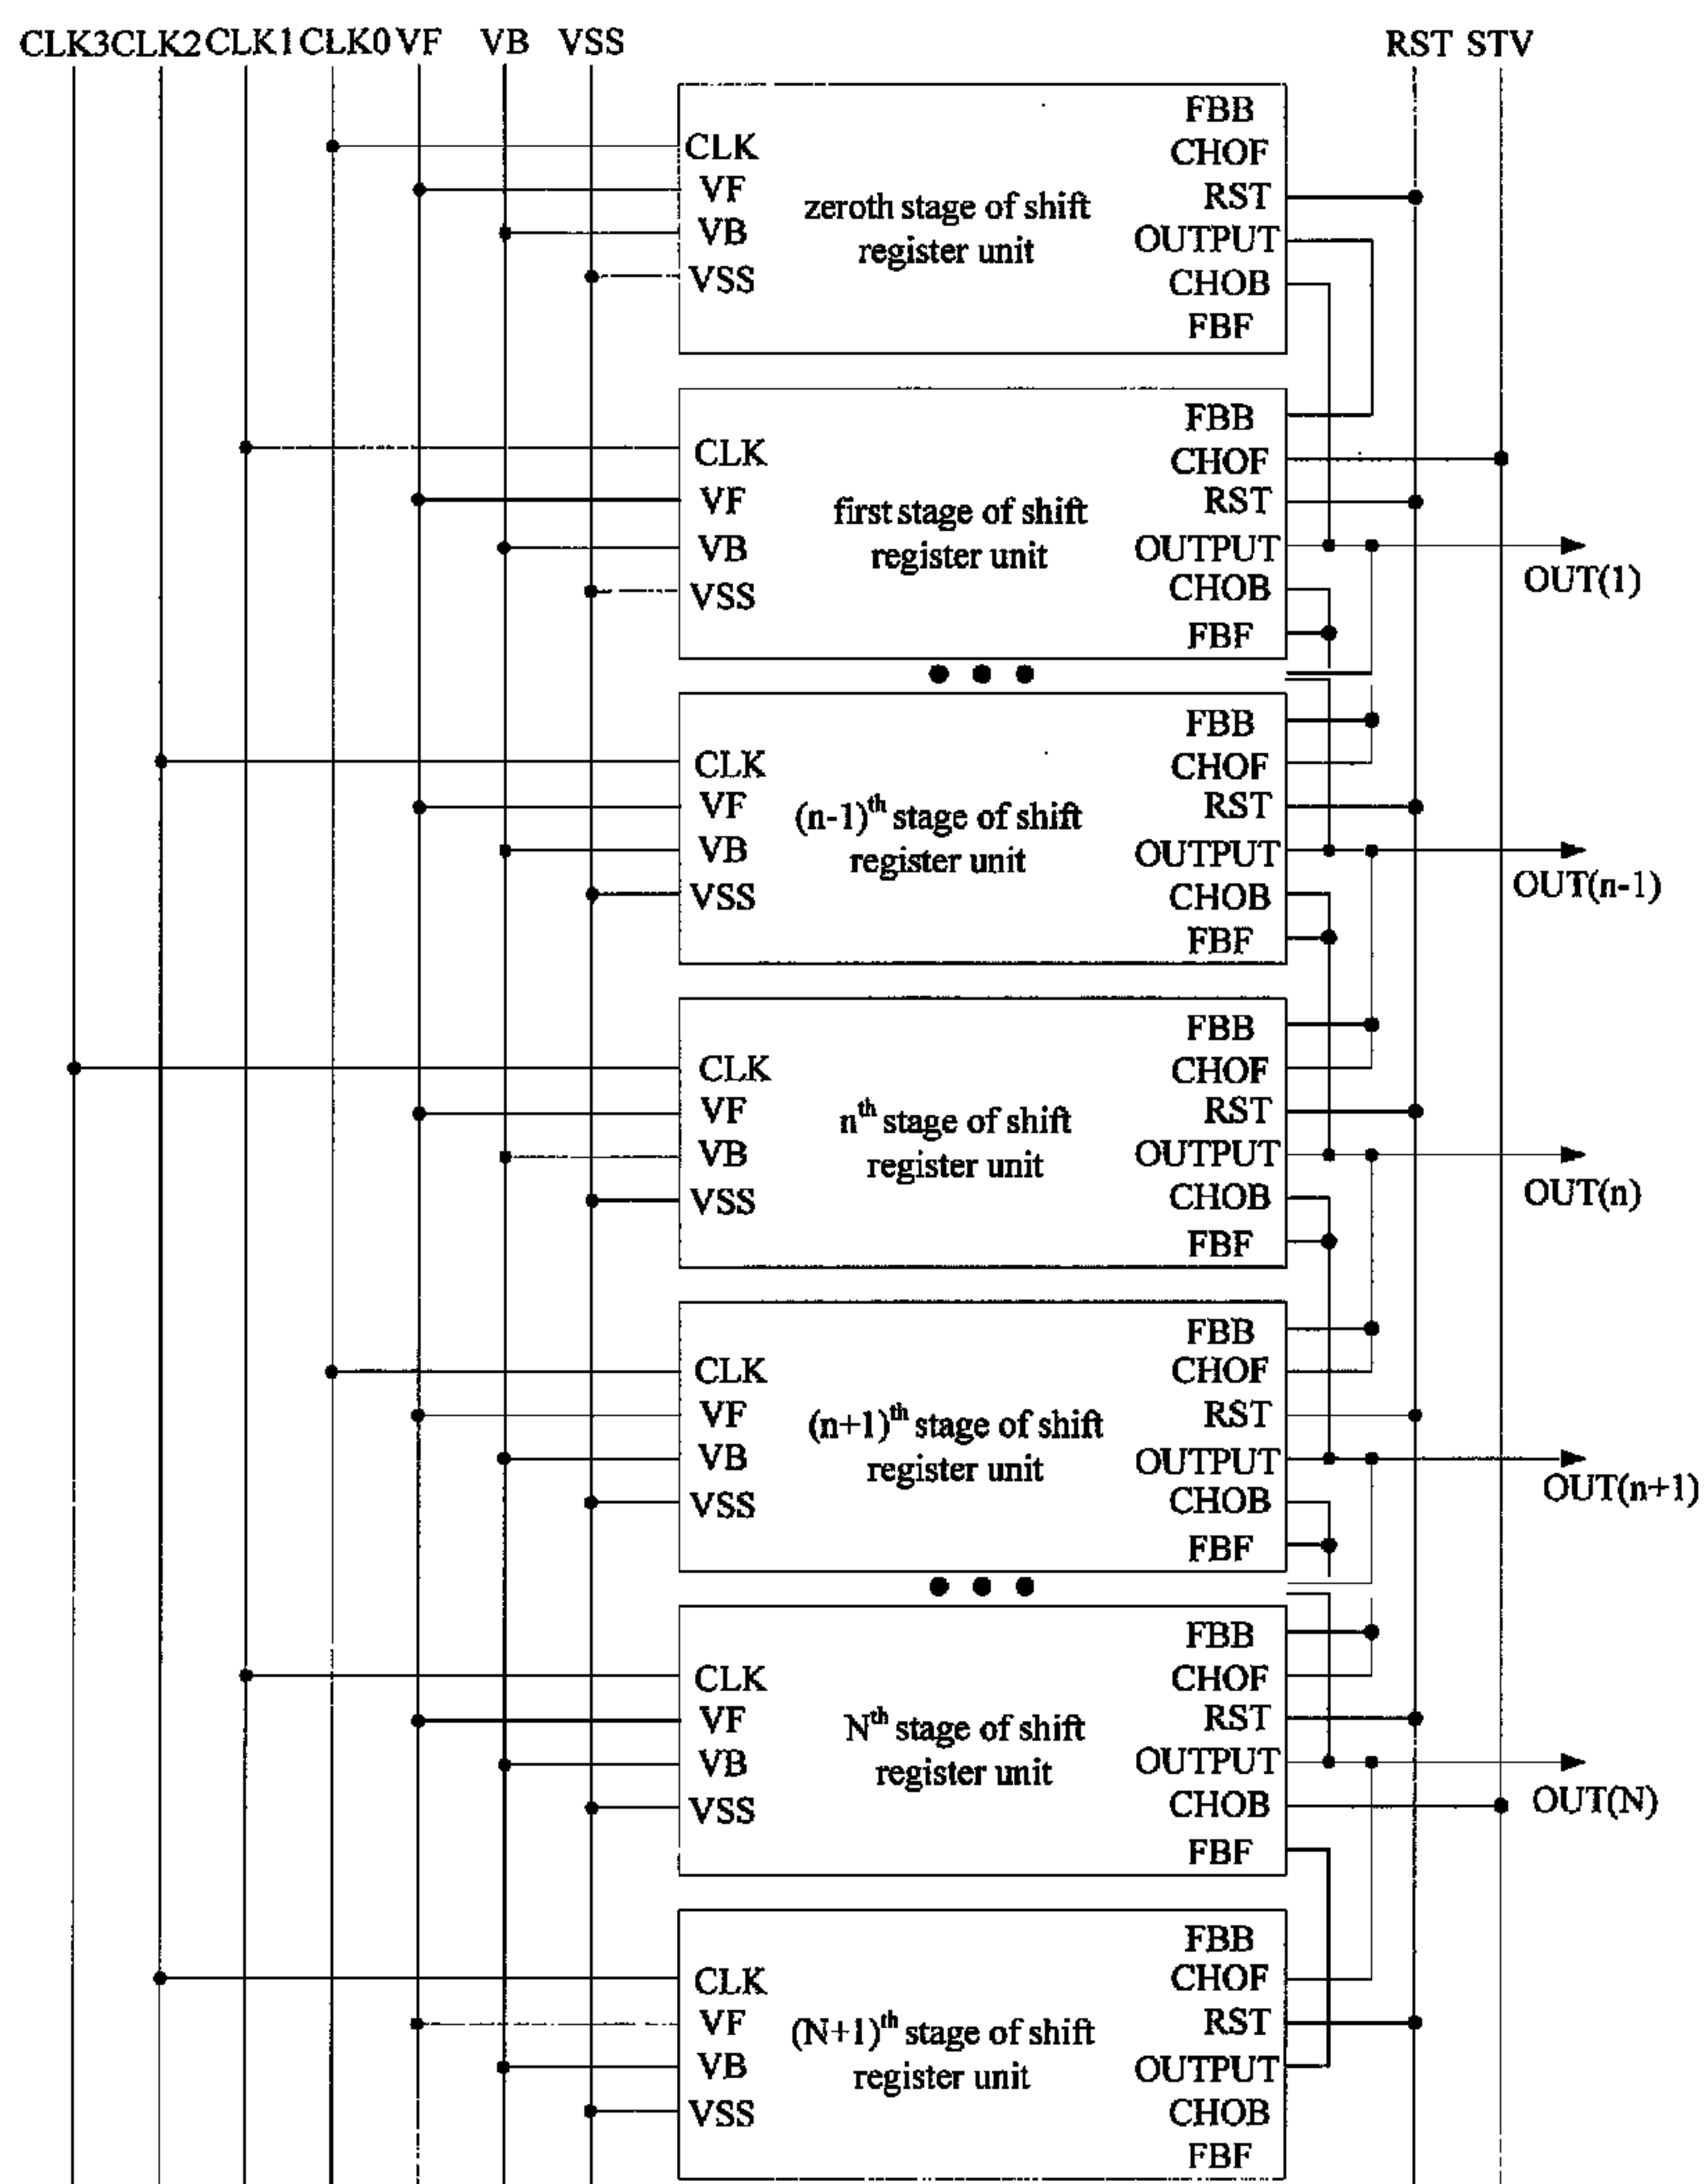 CLK3 CLK2 CLK1 CLK0 VF VB VSS RST STV
FBB
CLK CHOF
VF RST
zeroth stage of shift
register unit
VB OUTPUT
VSS CHOB
FBF
FBB
CLK CHOF
VF RST
first stage of shift
register unit
VB OUTPUT
OUT(1)
VSS CHOB
FBF
• • •
FBB
CLK CHOF
VF RST
(n-1)th stage of shift
register unit
VB OUTPUT
OUT(n-1)
VSS CHOB
FBF
FBB
CLK CHOF
VF RST
nth stage of shift
register unit
VB OUTPUT
OUT(n)
VSS CHOB
FBF
FBB
CLK CHOF
VF RST
(n+1)th stage of shift
register unit
VB OUTPUT
OUT(n+1)
VSS CHOB
FBF
• • •
FBB
CLK CHOF
VF RST
Nth stage of shift
register unit
VB OUTPUT
OUT(N)
VSS CHOB
FBF
FBB
CLK CHOF
VF RST
(N+1)th stage of shift
register unit
VB OUTPUT
VSS CHOB
FBF